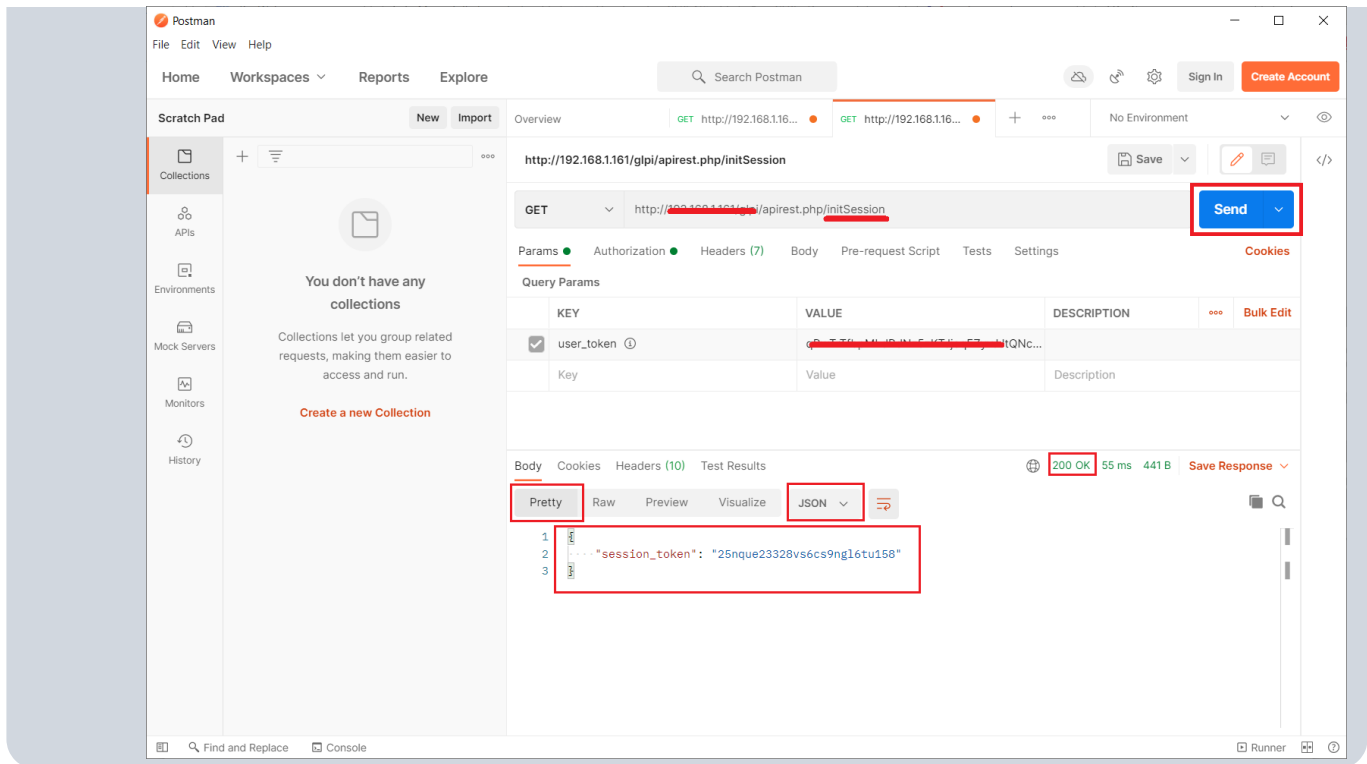 Postman
File Edit View Help
Home Workspaces Reports Explore Search Postman Sign In Create Account
Scratch Pad New Import Overview GET http://192.168.1.16... GET http://192.168.1.16... No Environment
http://192.168.1.161/glpi/apirest.php/initSession Save
Collections
APIs
Environments
Mock Servers
Monitors
History
You don't have any
collections
Collections let you group related
requests, making them easier to
access and run.
Create a new Collection
GET http:// /apirest.php/initSession Send
Params Authorization Headers (7) Body Pre-request Script Tests Settings Cookies
Query Params
KEY VALUE DESCRIPTION Bulk Edit
user_token
Key Value Description
Body Cookies Headers (10) Test Results 200 OK 55 ms 441 B Save Response
Pretty Raw Preview Visualize JSON
1 {
2 "session_token": "25nque23328vs6cs9ngl6tu158"
3 }
Find and Replace Console Runner